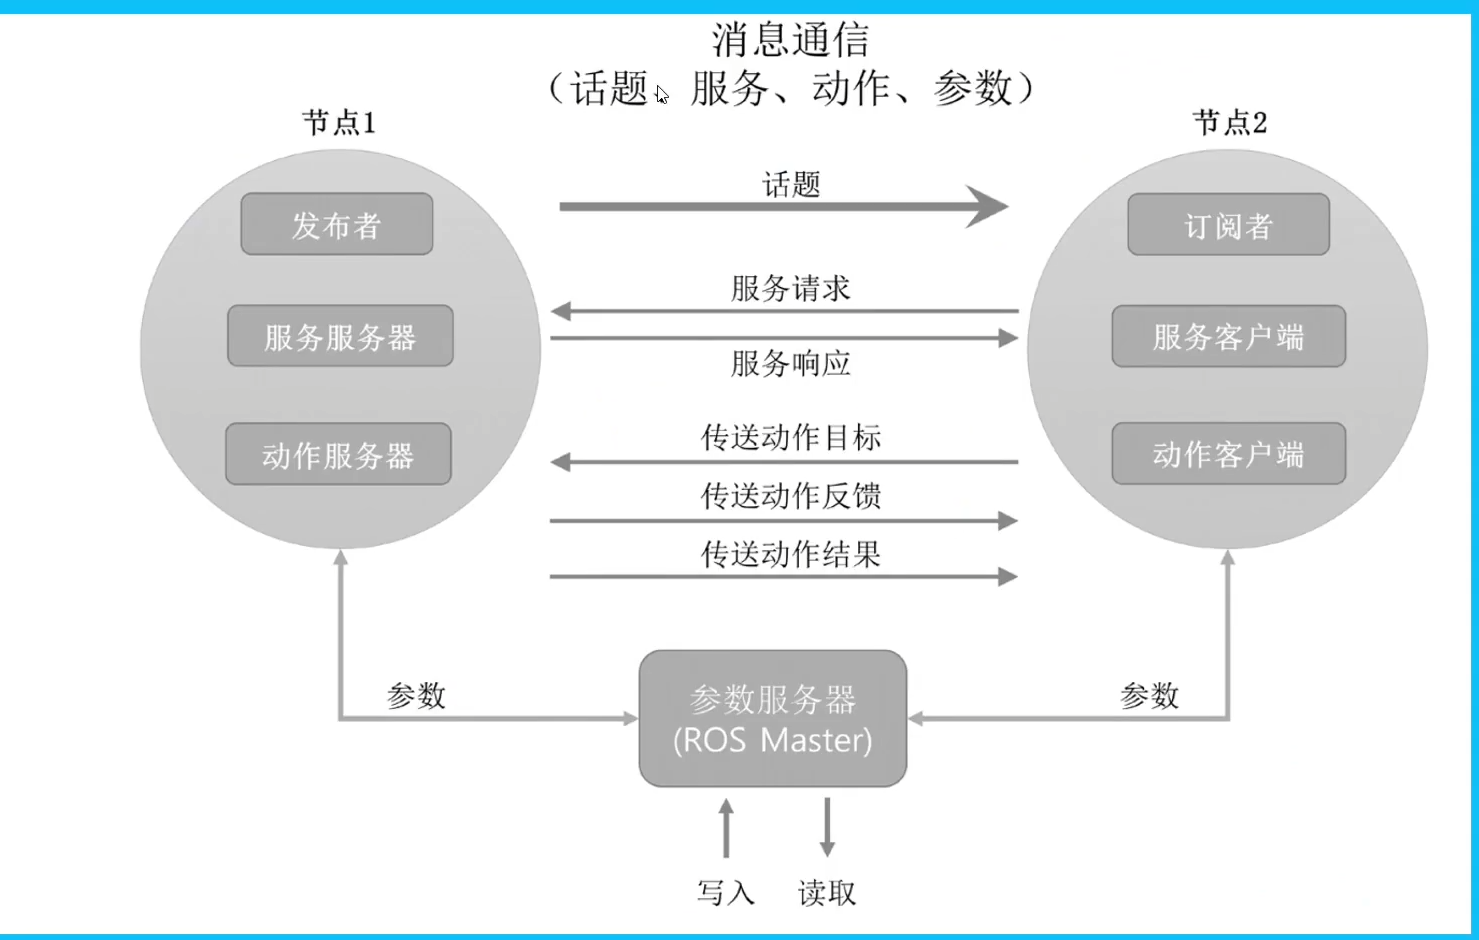 消息通信
（话题、服务、动作、参数）
节点1
节点2
话题
发布者
订阅者
服务请求
服务服务器
服务客户端
服务响应
传送动作目标
动作服务器
动作客户端
传送动作反馈
传送动作结果
参数
参数服务器
(ROS Master)
参数
写入
读取